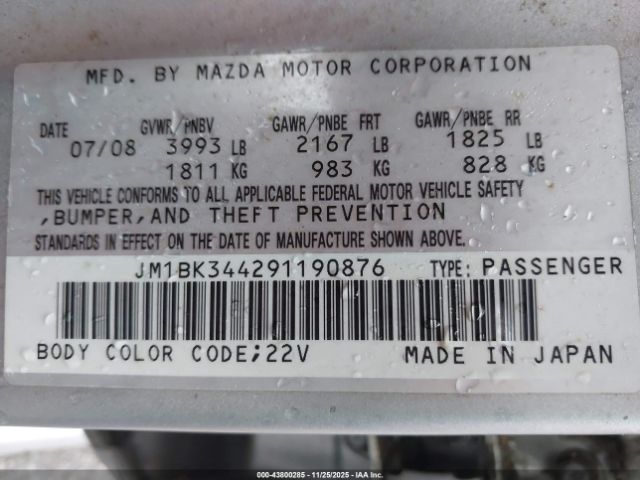 MFD. BY MAZDA MOTOR CORPORATION
DATE GVWR/PNBV GAWR/PNBE FRT GAWR/PNBE RR
07/08 3993 LB 2167 LB 1825 LB
1811 KG 983 KG 828 KG
THIS VEHICLE CONFORMS TO ALL APPLICABLE FEDERAL MOTOR VEHICLE SAFETY
,BUMPER,AND THEFT PREVENTION
STANDARDS IN EFFECT ON THE DATE OF MANUFACTURE SHOWN ABOVE.
JM1BK344291190876 TYPE: PASSENGER
BODY COLOR CODE;22V MADE IN JAPAN
000-43800285 - 11/25/2025 - IAAI.com